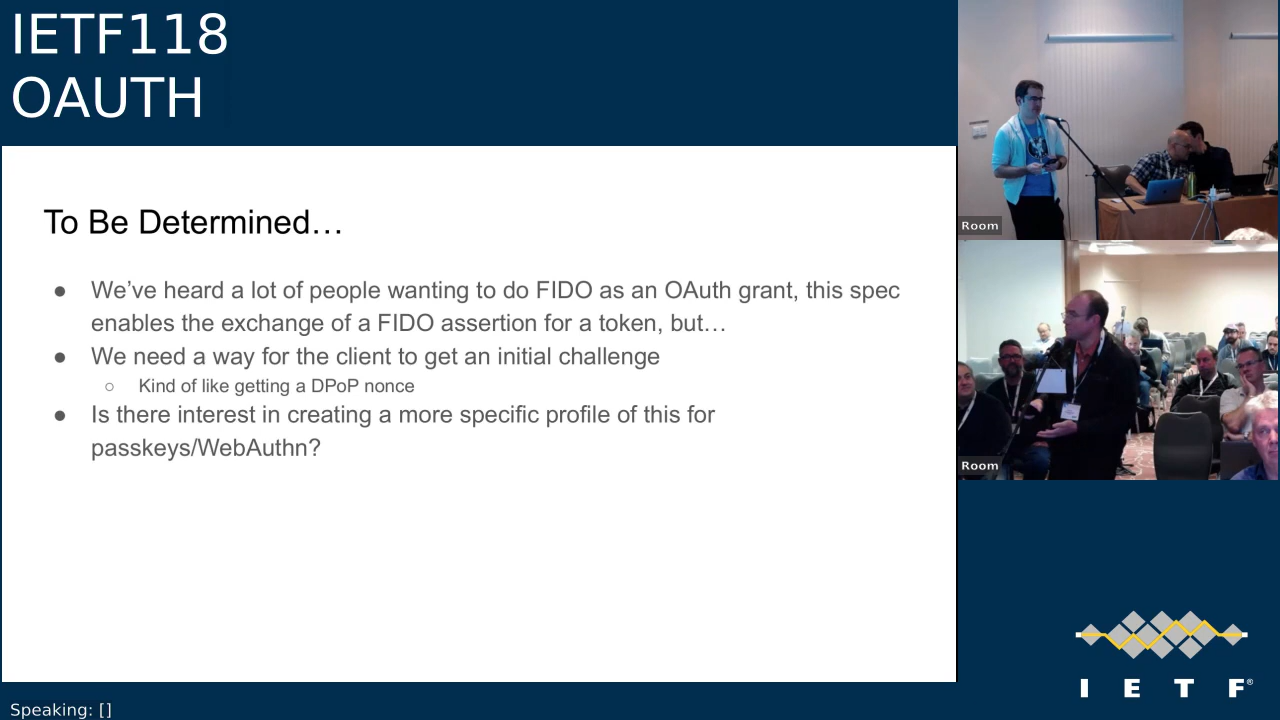 IETF118
OAUTH
To Be Determined…
● We’ve heard a lot of people wanting to do FIDO as an OAuth grant, this spec
enables the exchange of a FIDO assertion for a token, but…
● We need a way for the client to get an initial challenge
○ Kind of like getting a DPoP nonce
● Is there interest in creating a more specific profile of this for
passkeys/WebAuthn?
Room
Room
I E T F®
Speaking: []